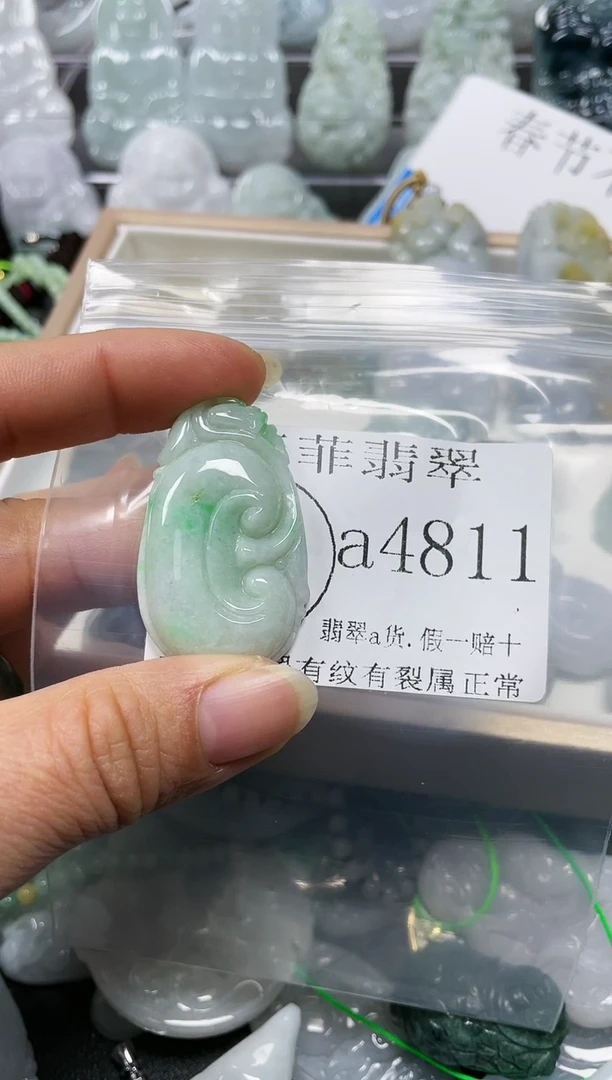 春节
菲翡翠
a4811
翡翠a货.假一赔十
有纹有裂属正常